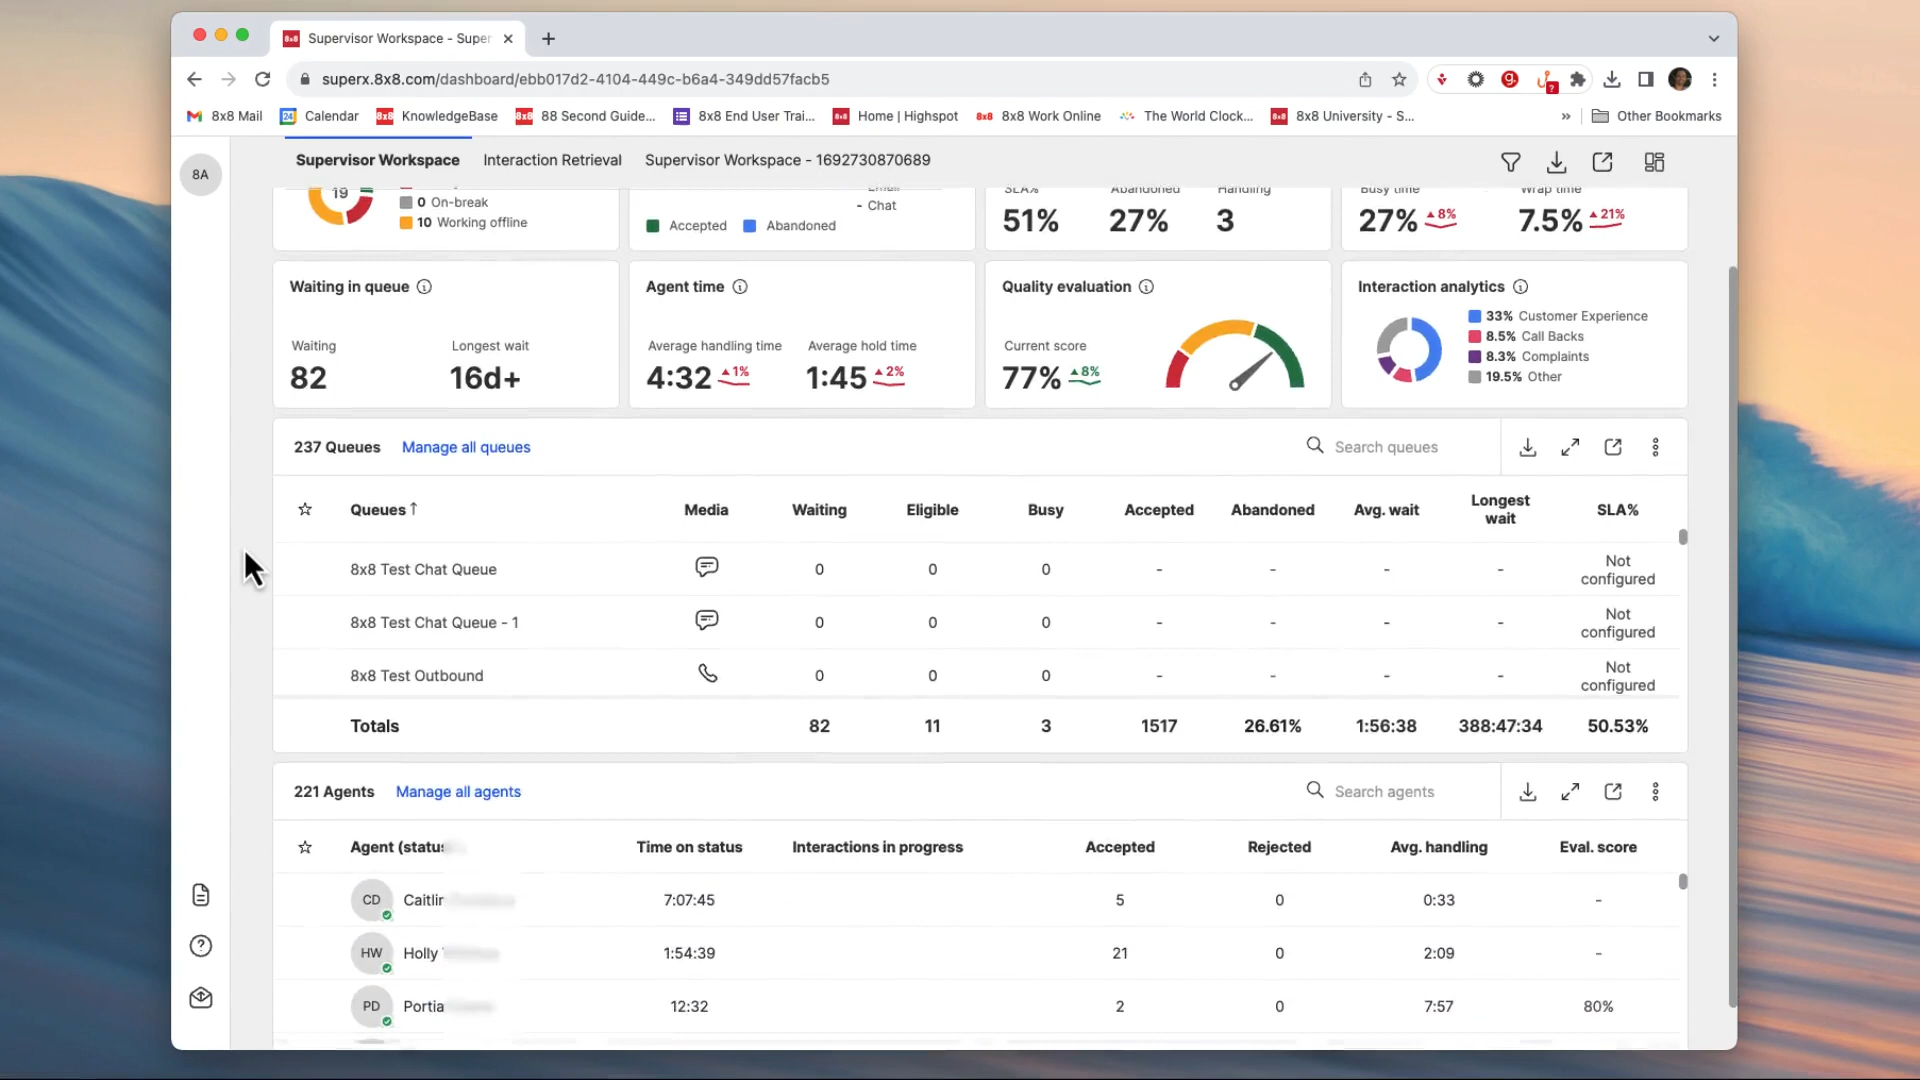 Supervisor Workspace - Super
superx.8x8.com/dashboard/ebb017d2-4104-449c-b6a4-349dd57facb5
8x8 Mail
Calendar
KnowledgeBase
88 Second Guide...
8x8 End User Trai...
Home | Highspot
8x8 Work Online
The World Clock...
8x8 University - S...
» Other Bookmarks
8A
Supervisor Workspace
Interaction Retrieval
Supervisor Workspace - 1692730870689
19
0 On-break
10 Working offline
Email
- Chat
Accepted
Abandoned
SLA% Abandoned Handling
51% 27% 3
Busy time Wrap time
27% 8% 7.5% 21%
Waiting in queue
Waiting Longest wait
82 16d+
Agent time
Average handling time Average hold time
4:32 1% 1:45 2%
Quality evaluation
Current score
77% 8%
Interaction analytics
33% Customer Experience
8.5% Call Backs
8.3% Complaints
19.5% Other
237 Queues Manage all queues Search queues
Queues ↑ Media Waiting Eligible Busy Accepted Abandoned Avg. wait Longest wait SLA%
8x8 Test Chat Queue 0 0 0 - - - - Not configured
8x8 Test Chat Queue - 1 0 0 0 - - - - Not configured
8x8 Test Outbound 0 0 0 - - - - Not configured
Totals 82 11 3 1517 26.61% 1:56:38 388:47:34 50.53%
221 Agents Manage all agents Search agents
Agent (status Time on status Interactions in progress Accepted Rejected Avg. handling Eval. score
CD Caitlin 7:07:45 5 0 0:33 -
HW Holly 1:54:39 21 0 2:09 -
PD Portia 12:32 2 0 7:57 80%